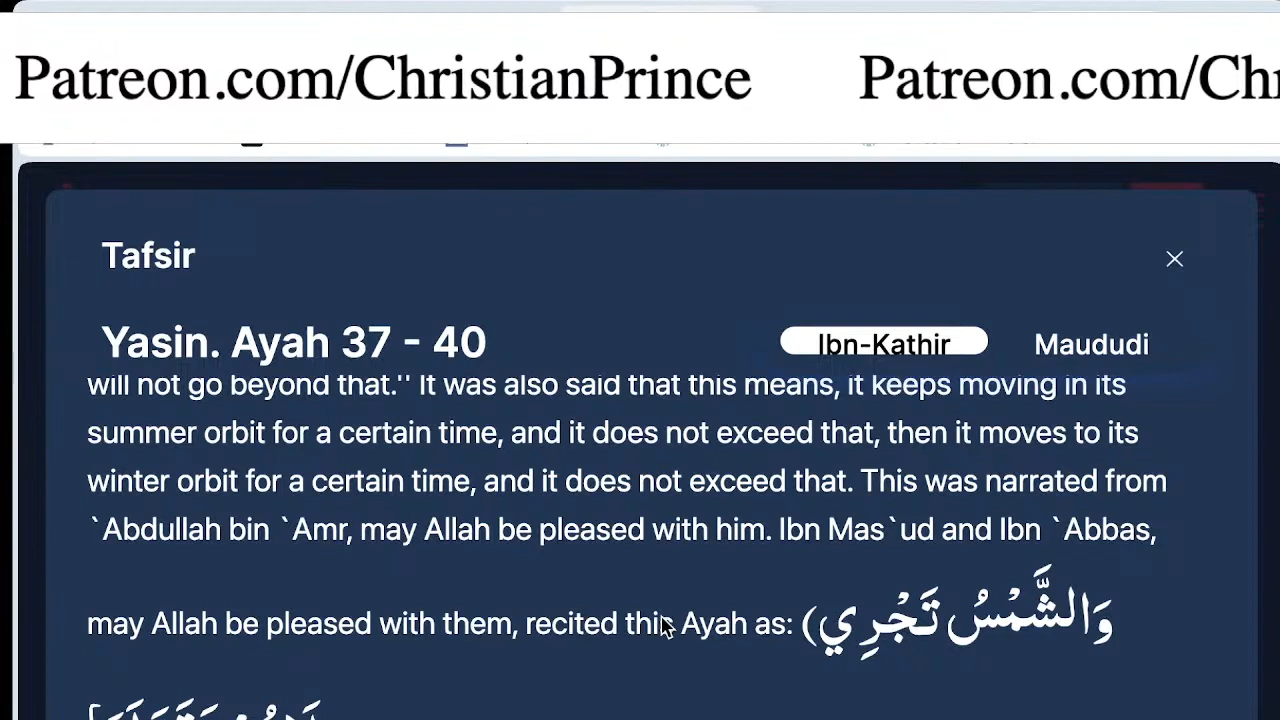 Patreon.com/ChristianPrince Patreon.com/Chr
Tafsir
Yasin. Ayah 37 - 40 Ibn-Kathir Maududi
will not go beyond that.'' It was also said that this means, it keeps moving in its
summer orbit for a certain time, and it does not exceed that, then it moves to its
winter orbit for a certain time, and it does not exceed that. This was narrated from
`Abdullah bin `Amr, may Allah be pleased with him. Ibn Mas`ud and Ibn `Abbas,
may Allah be pleased with them, recited this Ayah as: (وَالشَّمْسُ تَجْرِي